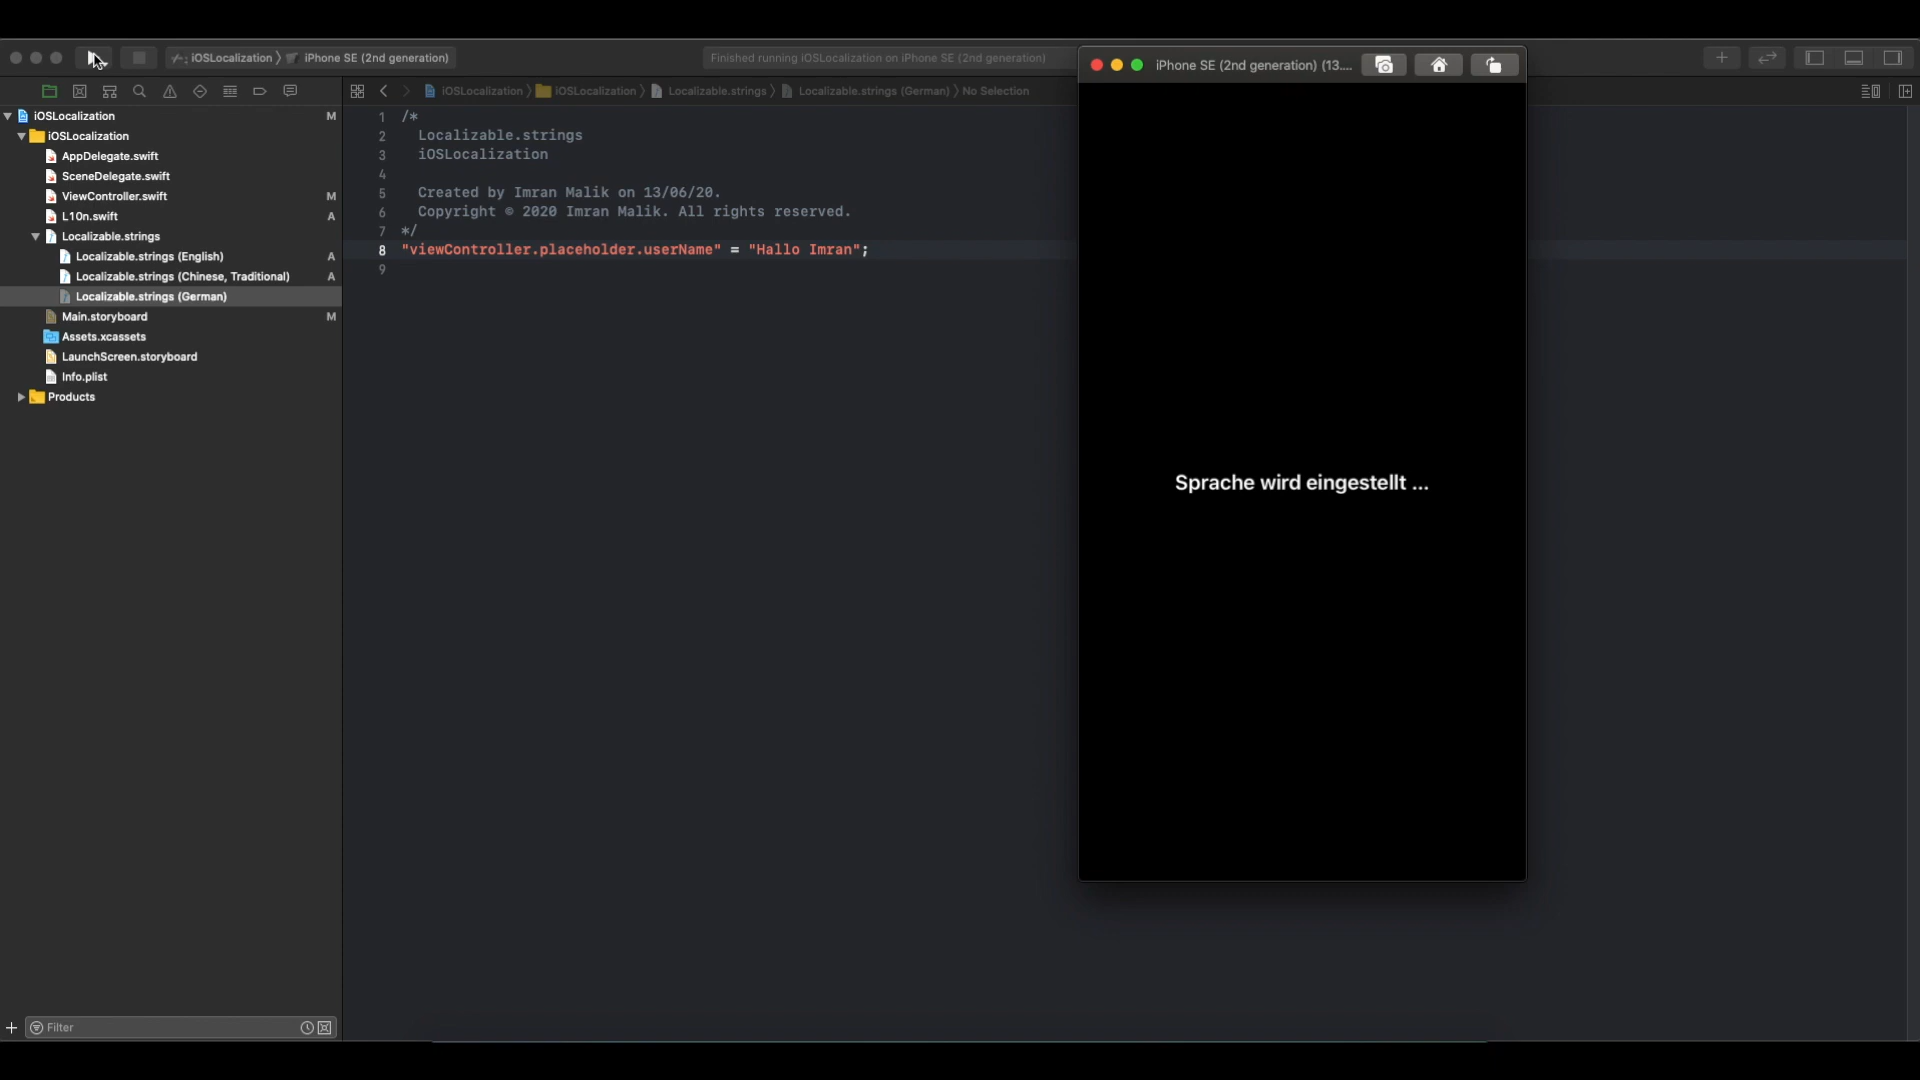 iOSLocalization
iPhone SE (2nd generation)
Finished running iOSLocalization on iPhone SE (2nd generation)
iOSLocalization
iOSLocalization
Localizable.strings
Localizable.strings (German)
No Selection
iOSLocalization M
iOSLocalization
AppDelegate.swift
SceneDelegate.swift
ViewController.swift M
L10n.swift A
Localizable.strings
Localizable.strings (English) A
Localizable.strings (Chinese, Traditional) A
Localizable.strings (German)
Main.storyboard M
Assets.xcassets
LaunchScreen.storyboard
Info.plist
Products
Filter
1 /*
2 Localizable.strings
3 iOSLocalization
4
5 Created by Imran Malik on 13/06/20.
6 Copyright © 2020 Imran Malik. All rights reserved.
7 */
8 "viewController.placeholder.userName" = "Hallo Imran";
9
iPhone SE (2nd generation) (13....
Sprache wird eingestellt ...